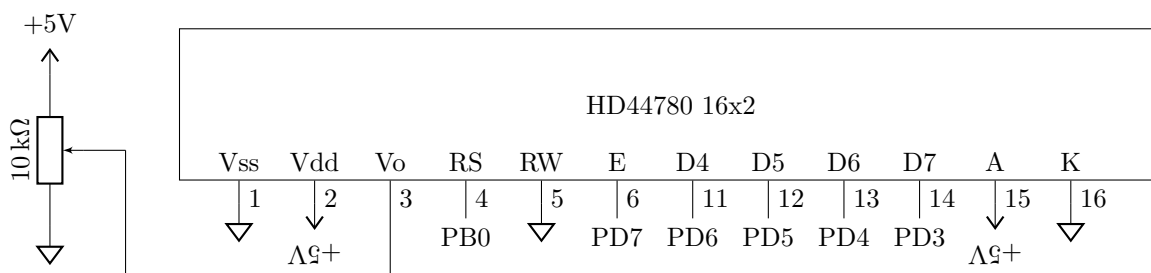 +5V
10 kΩ
HD44780 16x2
Vss Vdd Vo RS RW E D4 D5 D6 D7 A K
1 2 3 4 5 6 11 12 13 14 15 16
PB0 PD7 PD6 PD5 PD4 PD3
+5V +5V